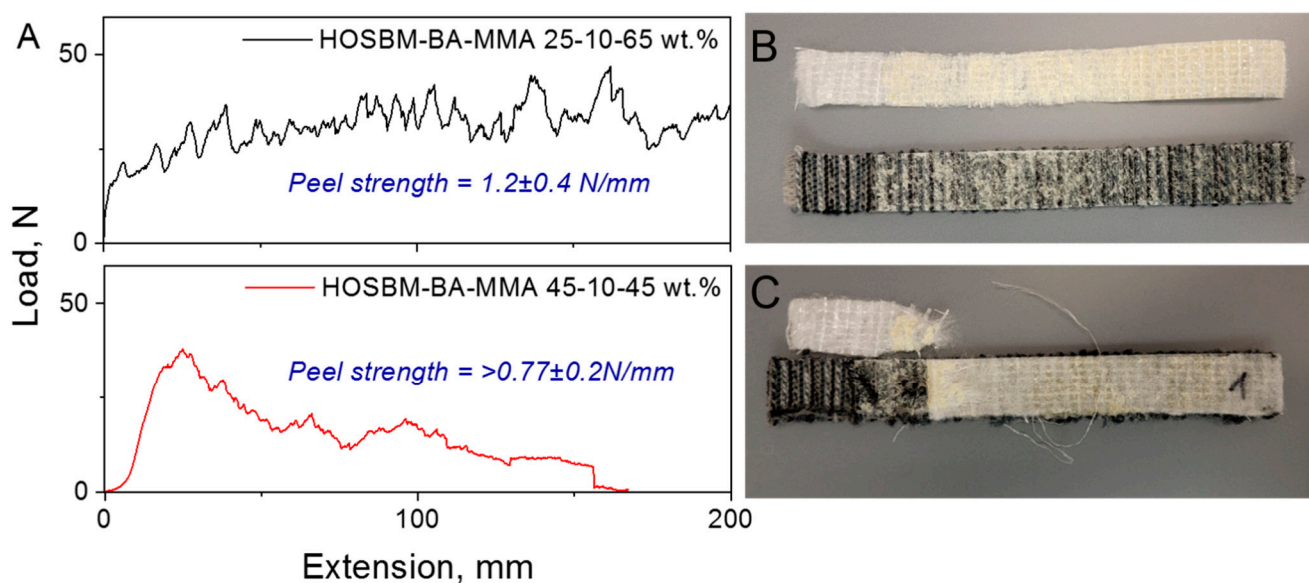 A
50
HOSBM-BA-MMA 25-10-65 wt.%
Peel strength = 1.2±0.4 N/mm
0
50
HOSBM-BA-MMA 45-10-45 wt.%
Peel strength = >0.77±0.2N/mm
0
0
100
200
Load, N
Extension, mm
B
C
1